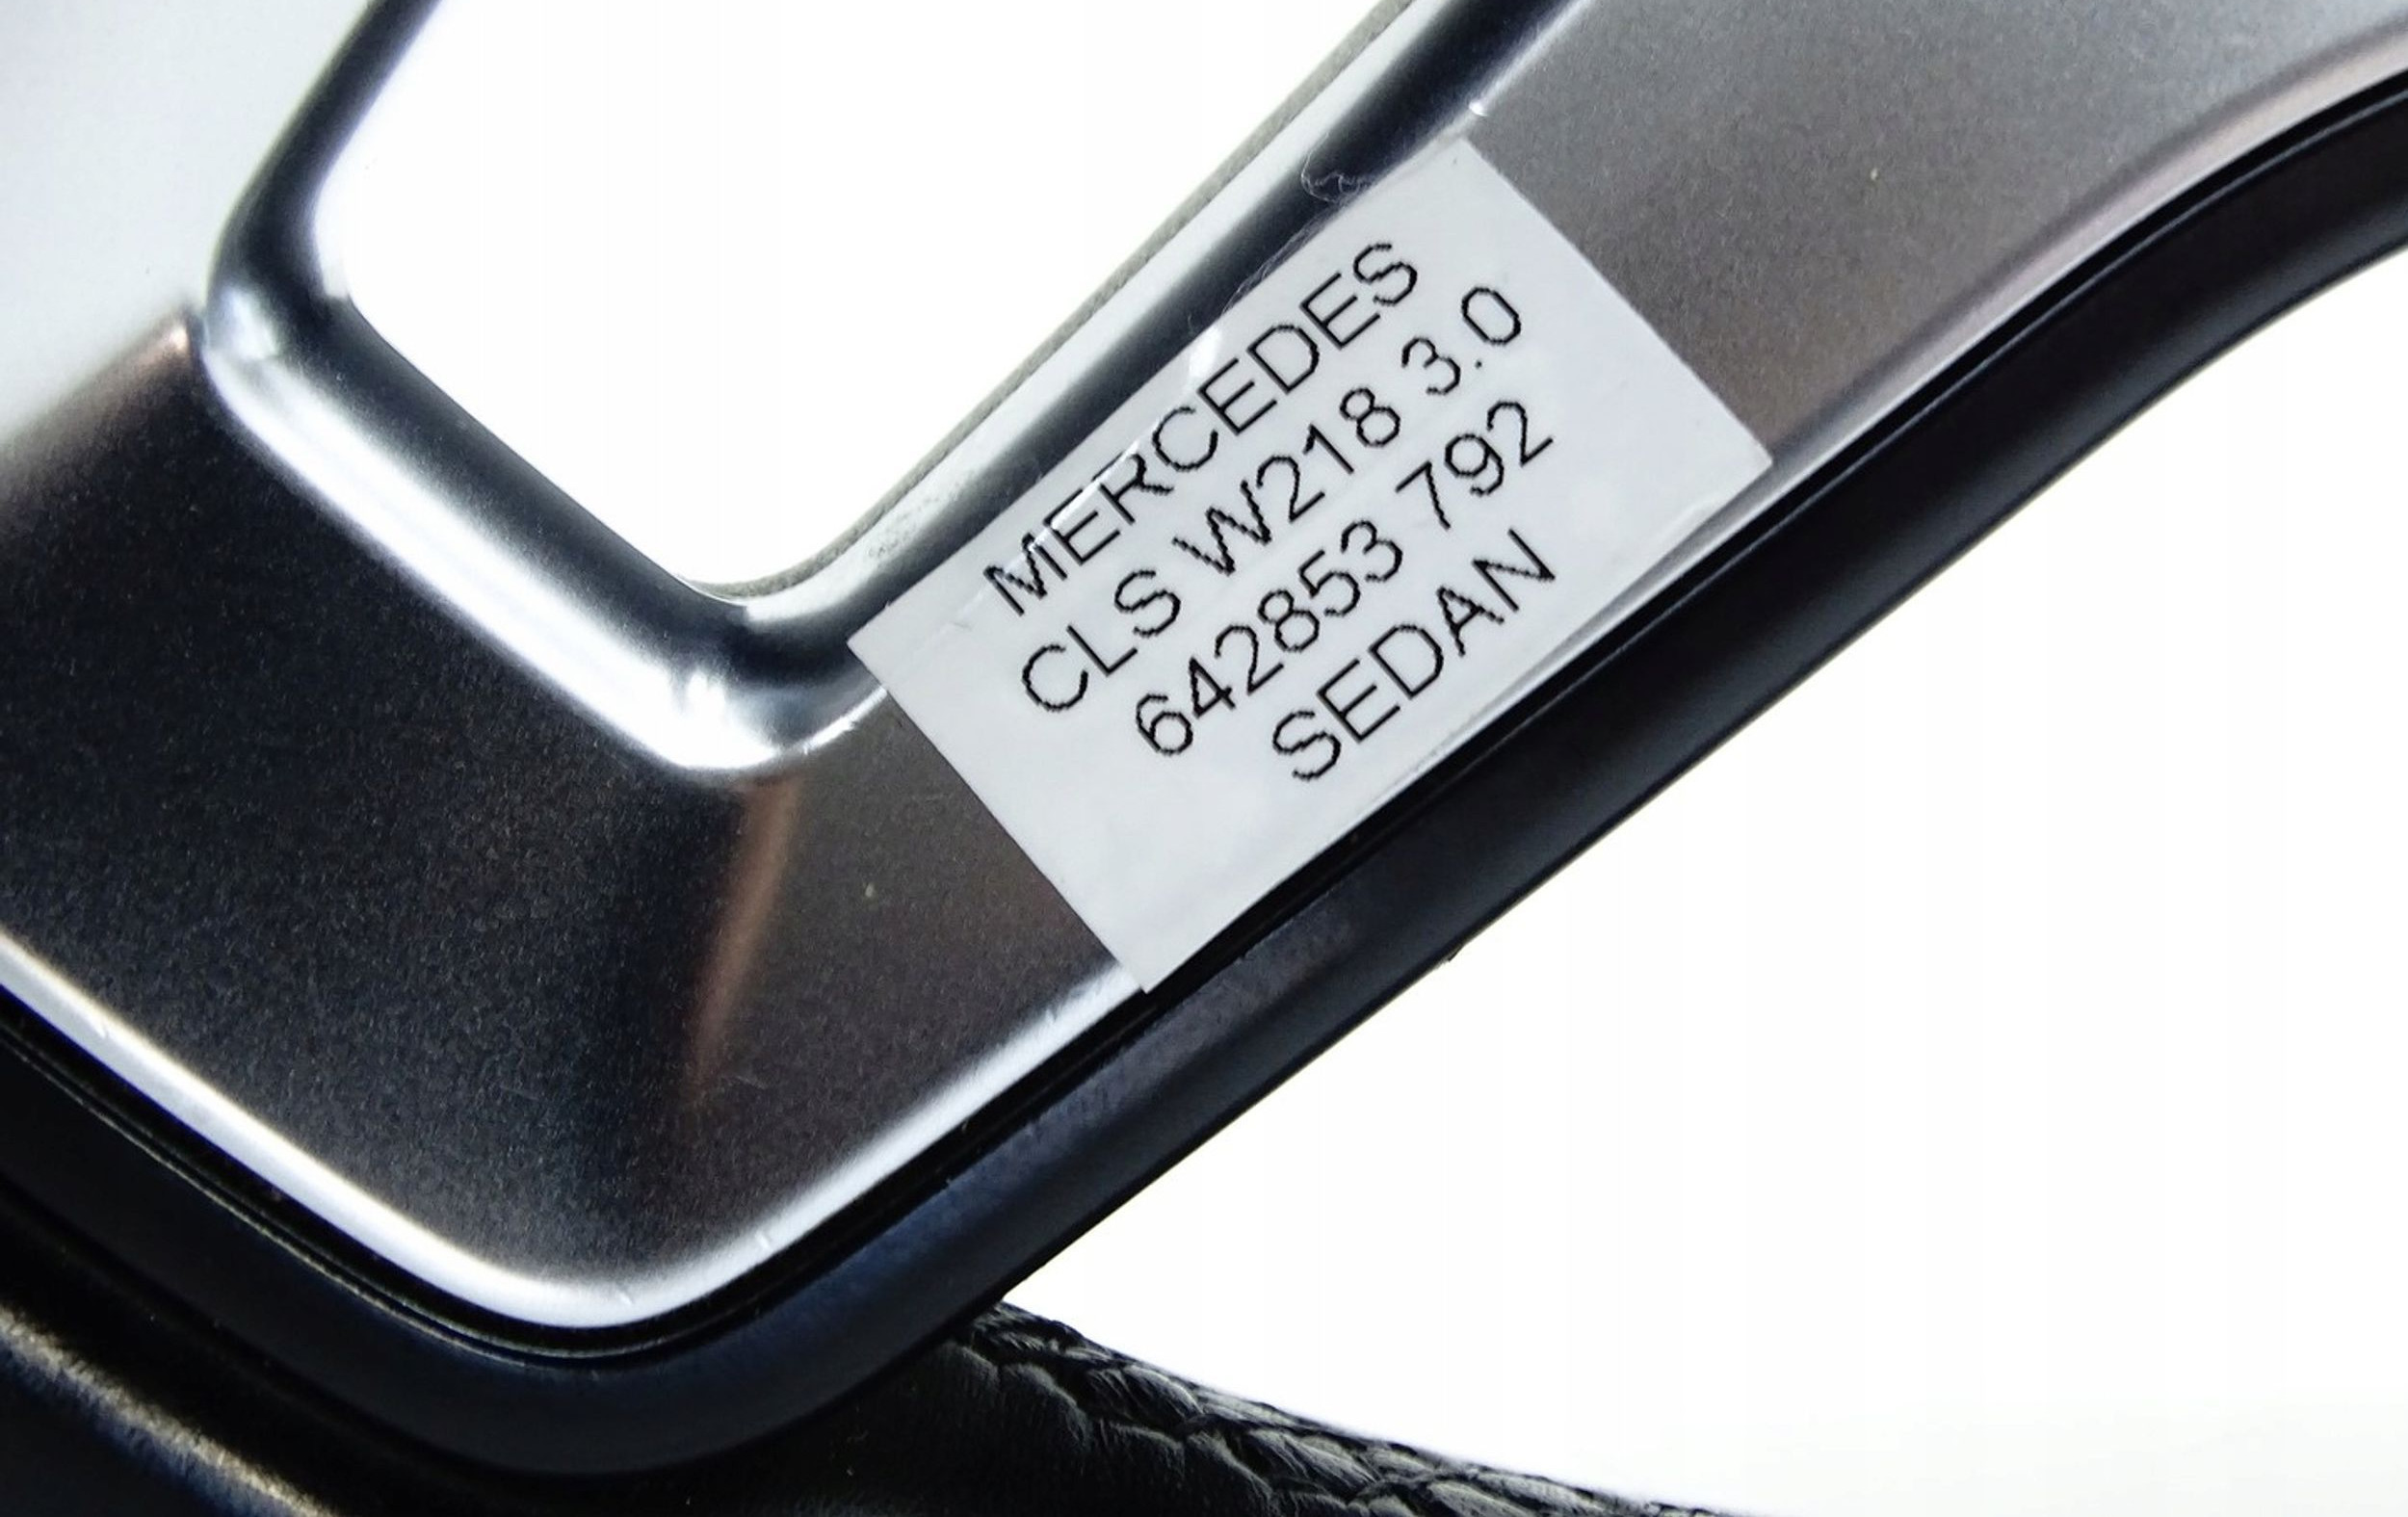 MERCEDES
CLS W218 3.0
642853 792
SEDAN